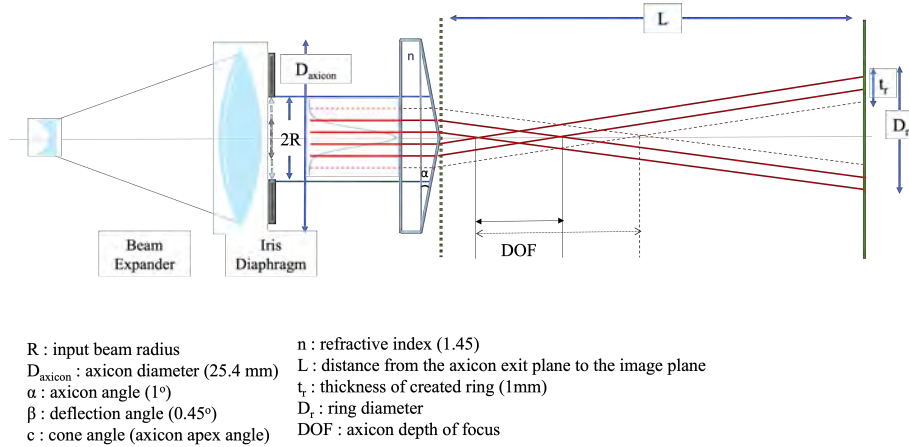 L
n
D_axicon
t_r
D_r
2R
α
Beam
Expander
Iris
Diaphragm
DOF
R : input beam radius
D_axicon : axicon diameter (25.4 mm)
α : axicon angle (1°)
β : deflection angle (0.45°)
c : cone angle (axicon apex angle)
n : refractive index (1.45)
L : distance from the axicon exit plane to the image plane
t_r : thickness of created ring (1mm)
D_r : ring diameter
DOF : axicon depth of focus